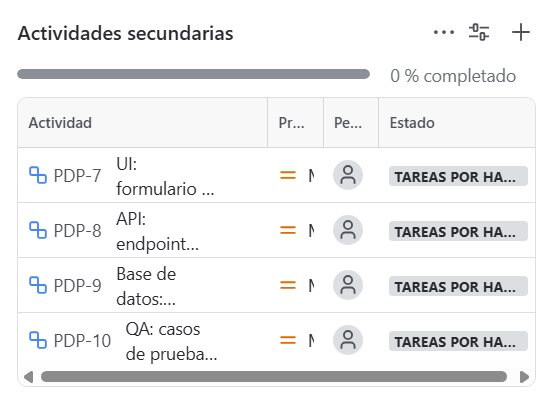 Actividades secundarias
0 % completado
Actividad Pr... Pe... Estado
PDP-7 UI:
formulario ...
TAREAS POR HA...
PDP-8 API:
endpoint...
TAREAS POR HA...
PDP-9 Base de
datos:...
TAREAS POR HA...
PDP-10 QA: casos
de prueba...
TAREAS POR HA...